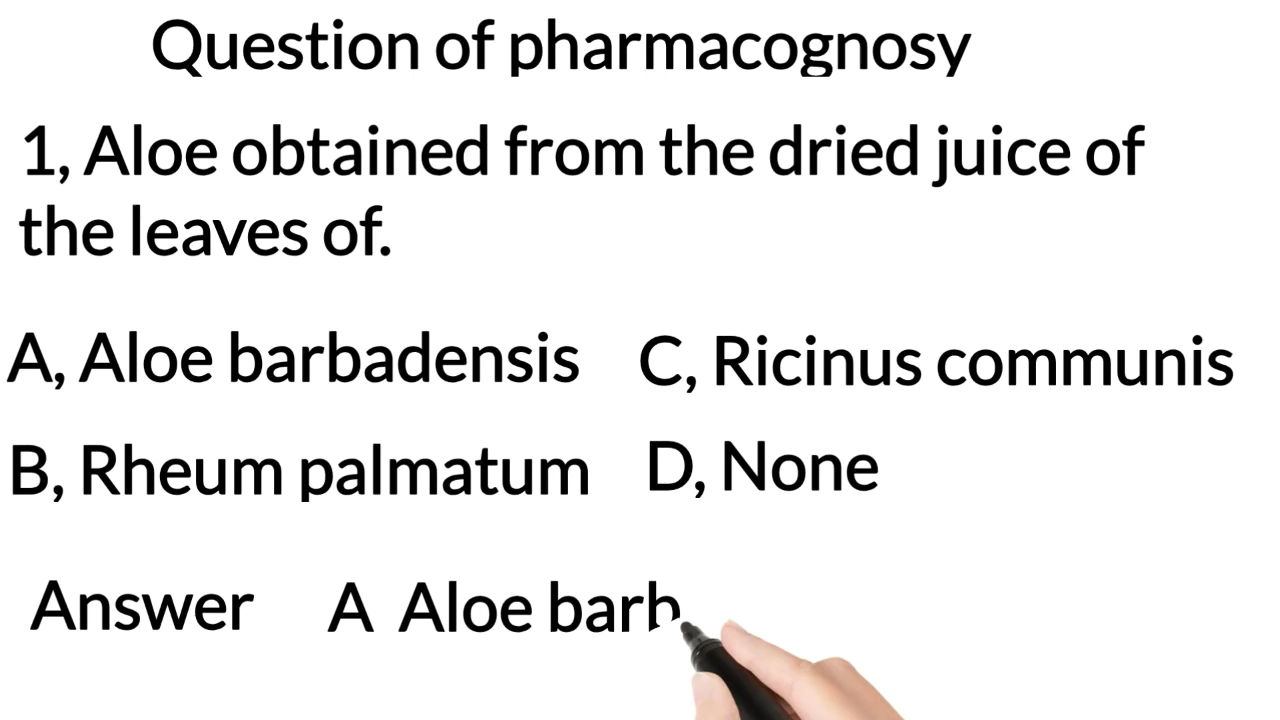 Question of pharmacognosy
1, Aloe obtained from the dried juice of
the leaves of.
A, Aloe barbadensis C, Ricinus communis
B, Rheum palmatum D, None
Answer A Aloe barb